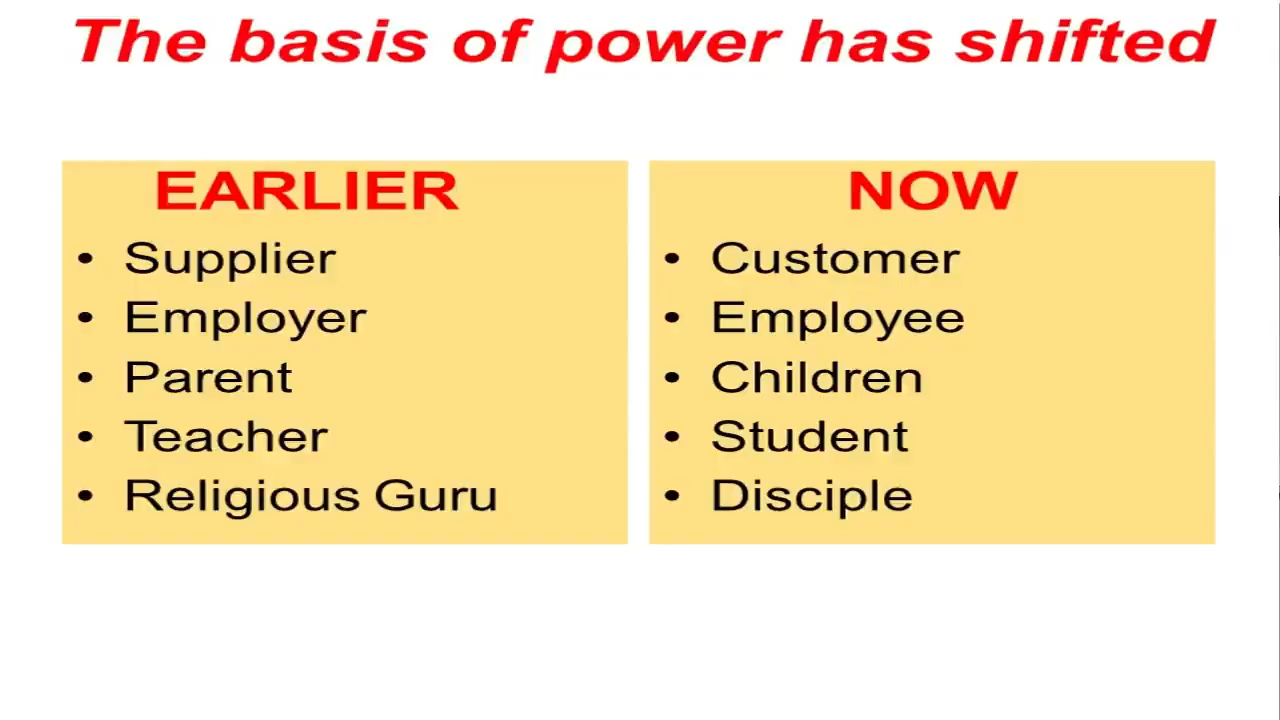 The basis of power has shifted
EARLIER
• Supplier
• Employer
• Parent
• Teacher
• Religious Guru
NOW
• Customer
• Employee
• Children
• Student
• Disciple